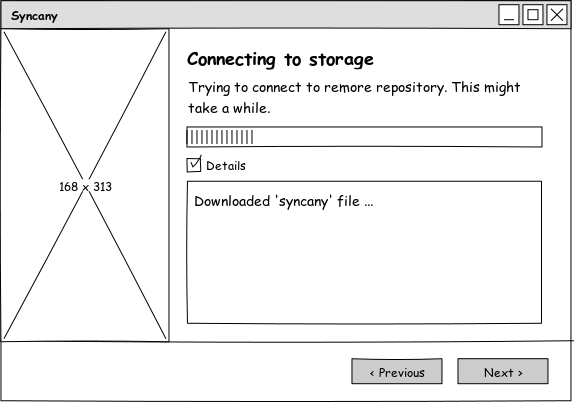 Syncany
Connecting to storage
Trying to connect to remore repository. This might
take a while.
168 x 313
Details
Downloaded 'syncany' file ...
‹ Previous
Next ›